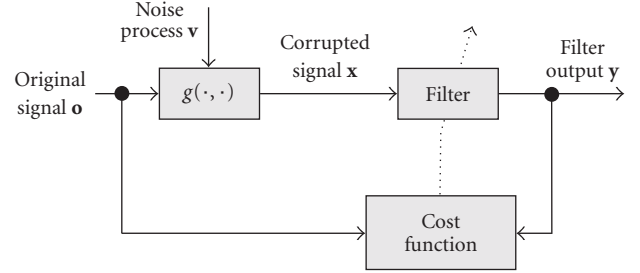 Noise
process v
Corrupted
signal x
Filter
output y
Original
signal o
g(·, ·)
Filter
Cost
function